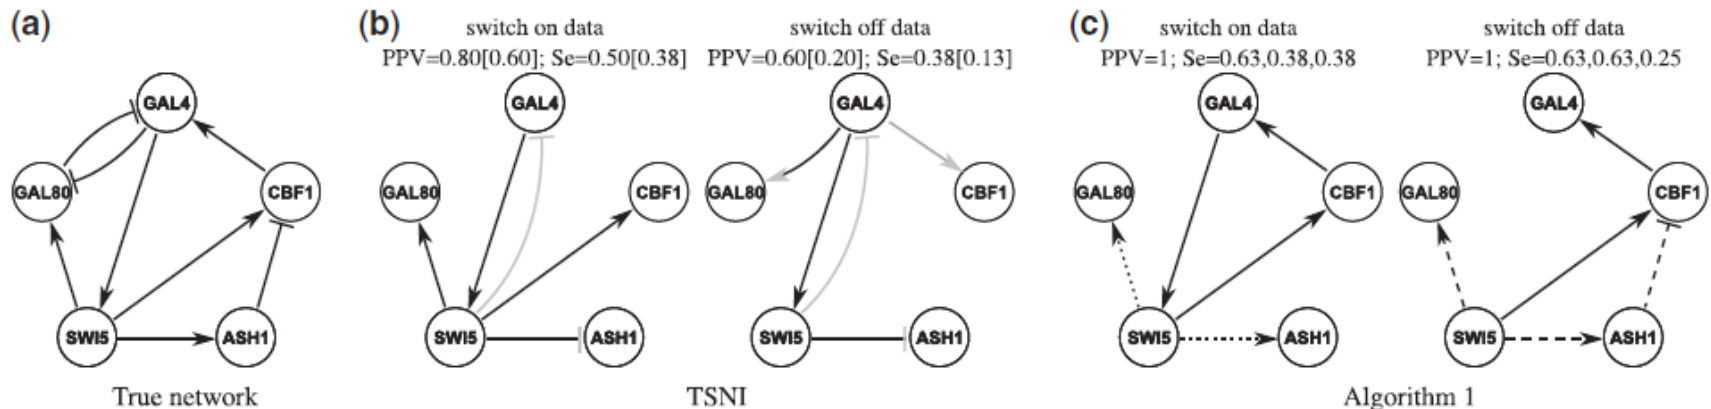 (a)
GAL4
GAL80
CBF1
SWI5
ASH1
True network
(b)
switch on data
PPV=0.80[0.60]; Se=0.50[0.38]
GAL4
GAL80
CBF1
SWI5
ASH1
switch off data
PPV=0.60[0.20]; Se=0.38[0.13]
GAL4
GAL80
CBF1
SWI5
ASH1
TSNI
(c)
switch on data
PPV=1; Se=0.63,0.38,0.38
GAL4
GAL80
CBF1
SWI5
ASH1
switch off data
PPV=1; Se=0.63,0.63,0.25
GAL4
GAL80
CBF1
SWI5
ASH1
Algorithm 1